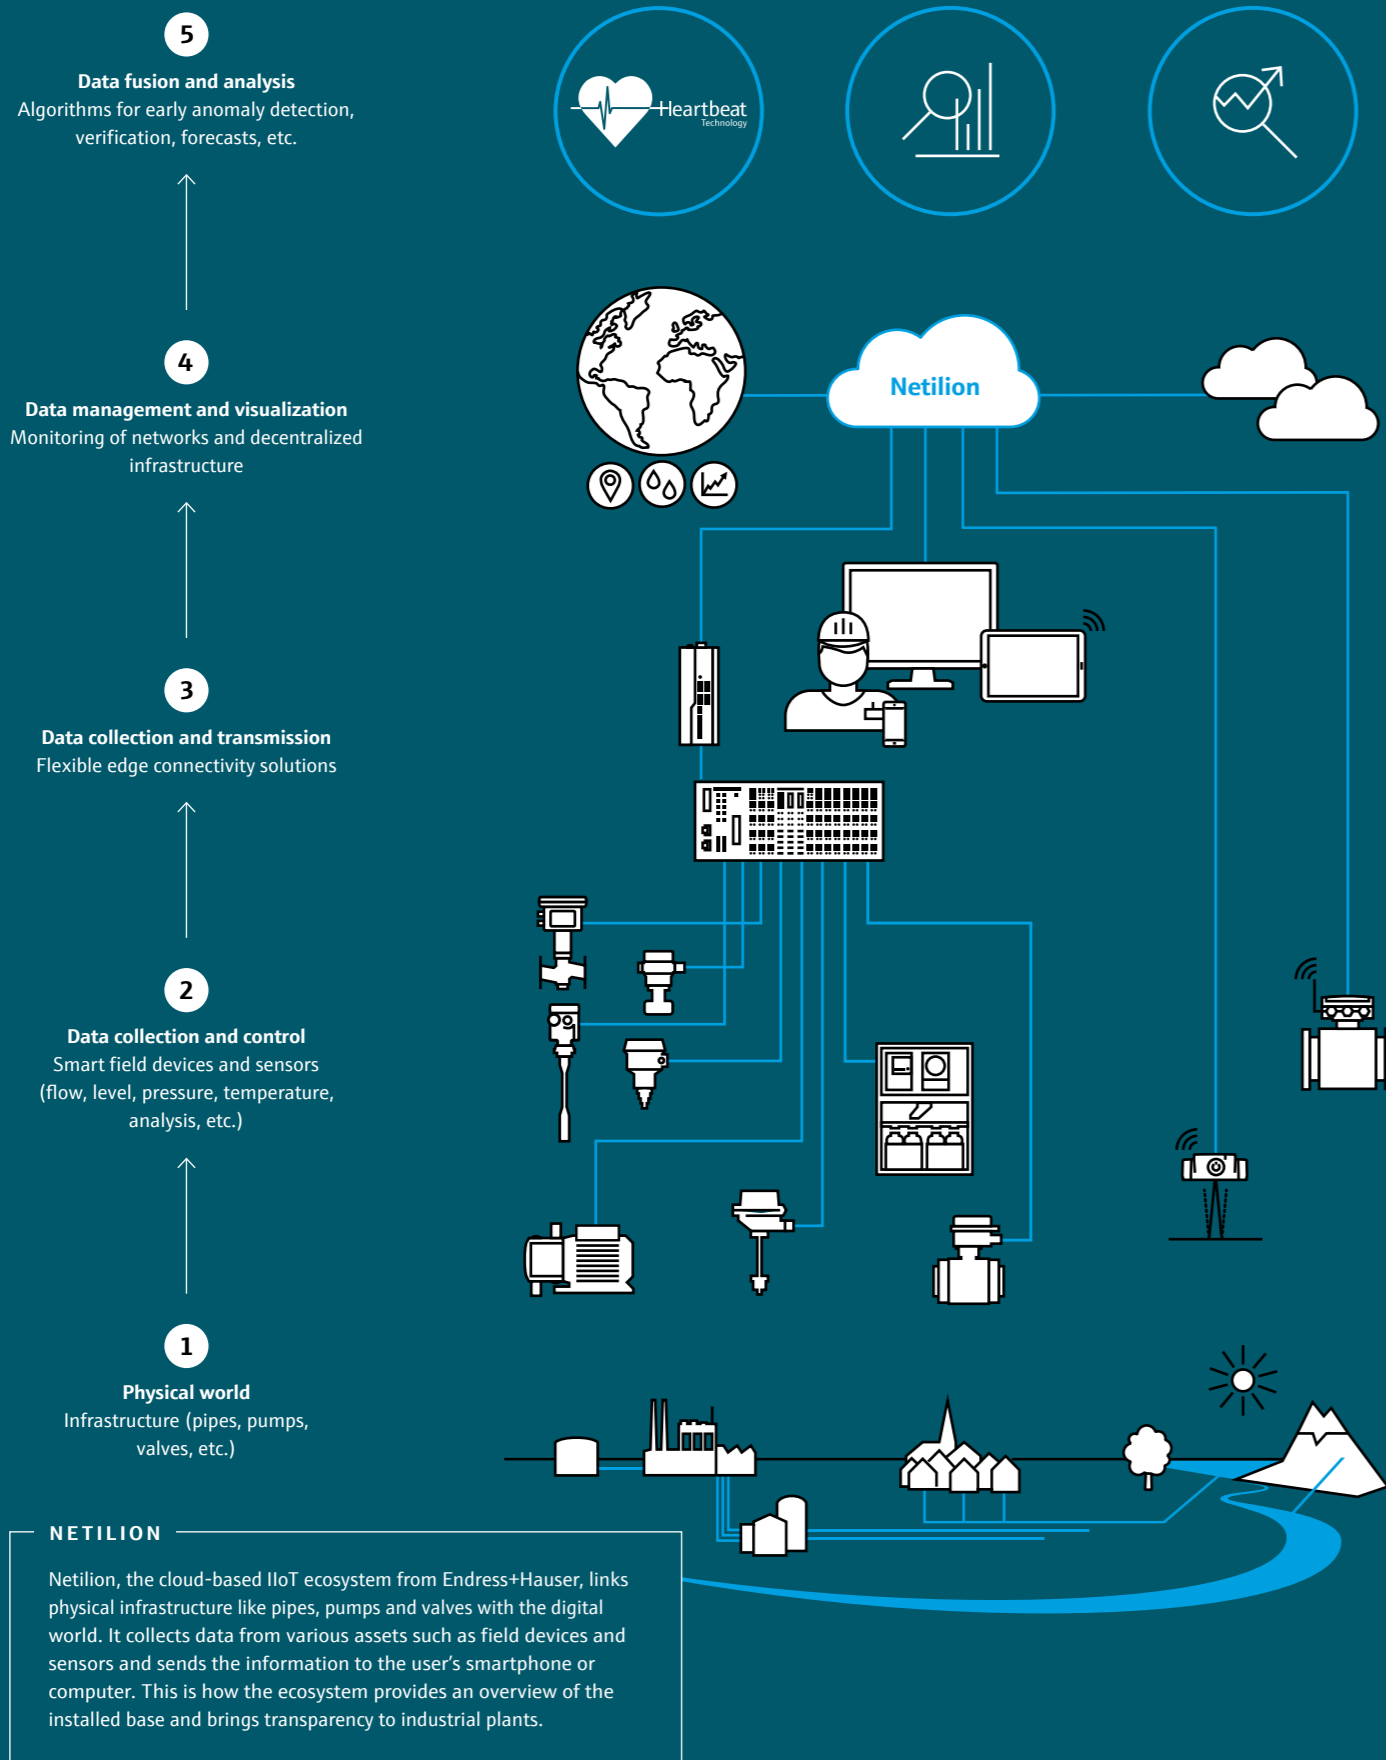 5
Data fusion and analysis
Algorithms for early anomaly detection,
verification, forecasts, etc.
Heartbeat
Technology
4
Data management and visualization
Monitoring of networks and decentralized
infrastructure
Netilion
3
Data collection and transmission
Flexible edge connectivity solutions
2
Data collection and control
Smart field devices and sensors
(flow, level, pressure, temperature,
analysis, etc.)
1
Physical world
Infrastructure (pipes, pumps,
valves, etc.)
NETILION
Netilion, the cloud-based IIoT ecosystem from Endress+Hauser, links
physical infrastructure like pipes, pumps and valves with the digital
world. It collects data from various assets such as field devices and
sensors and sends the information to the user’s smartphone or
computer. This is how the ecosystem provides an overview of the
installed base and brings transparency to industrial plants.